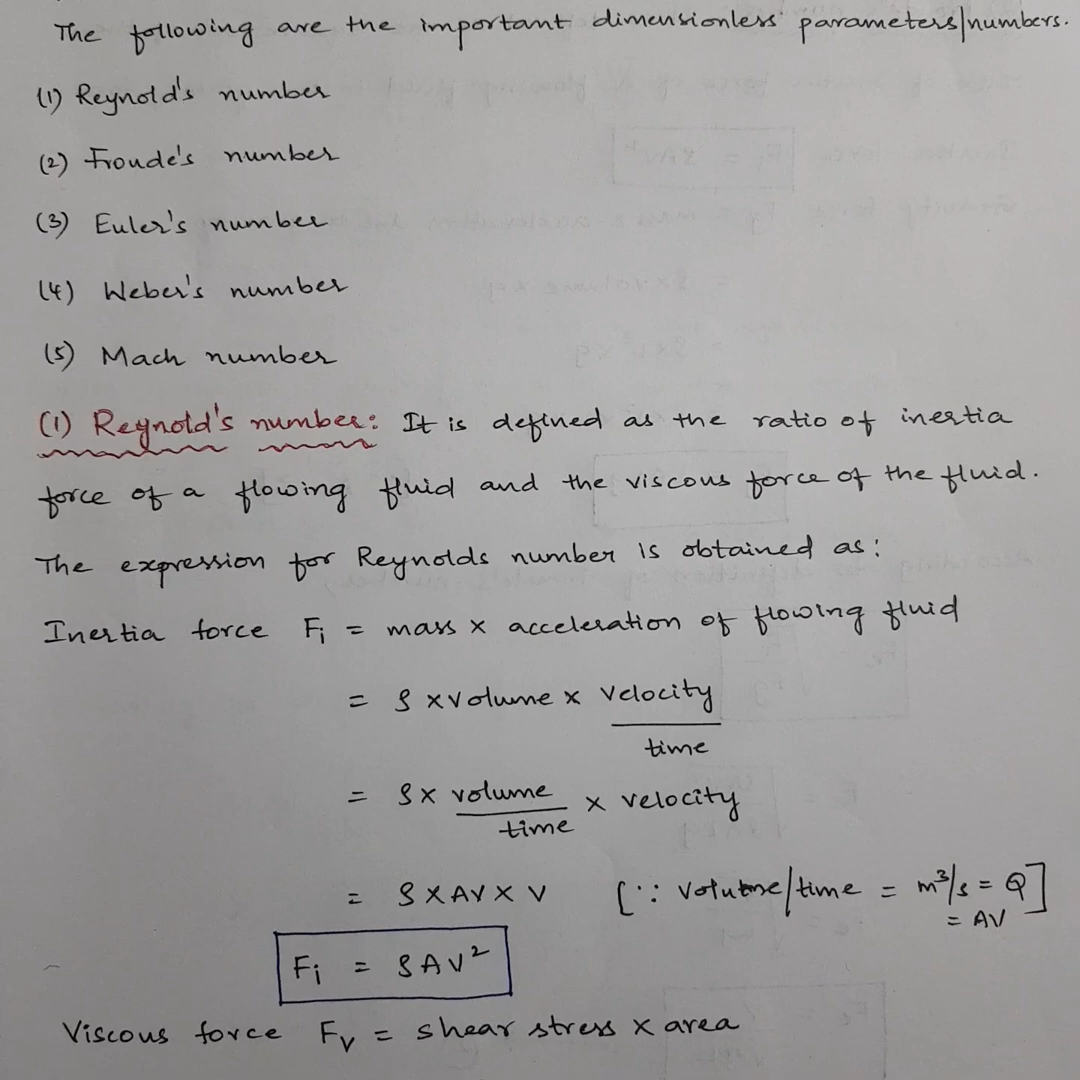 The following are the important dimensionless parameters/numbers.
(1) Reynold's number
(2) Froude's number
(3) Euler's number
(4) Weber's number
(5) Mach number
(1) Reynold's number: It is defined as the ratio of inertia
force of a flowing fluid and the viscous force of the fluid.
The expression for Reynolds number is obtained as:
Inertia force Fi = mass x acceleration of flowing fluid
= ρ x volume x velocity
time
= ρ x volume x velocity
time
= ρ x AV x V [∵ volume/time = m³/s = Q]
= AV
Fi = ρAV²
Viscous force Fv = shear stress x area